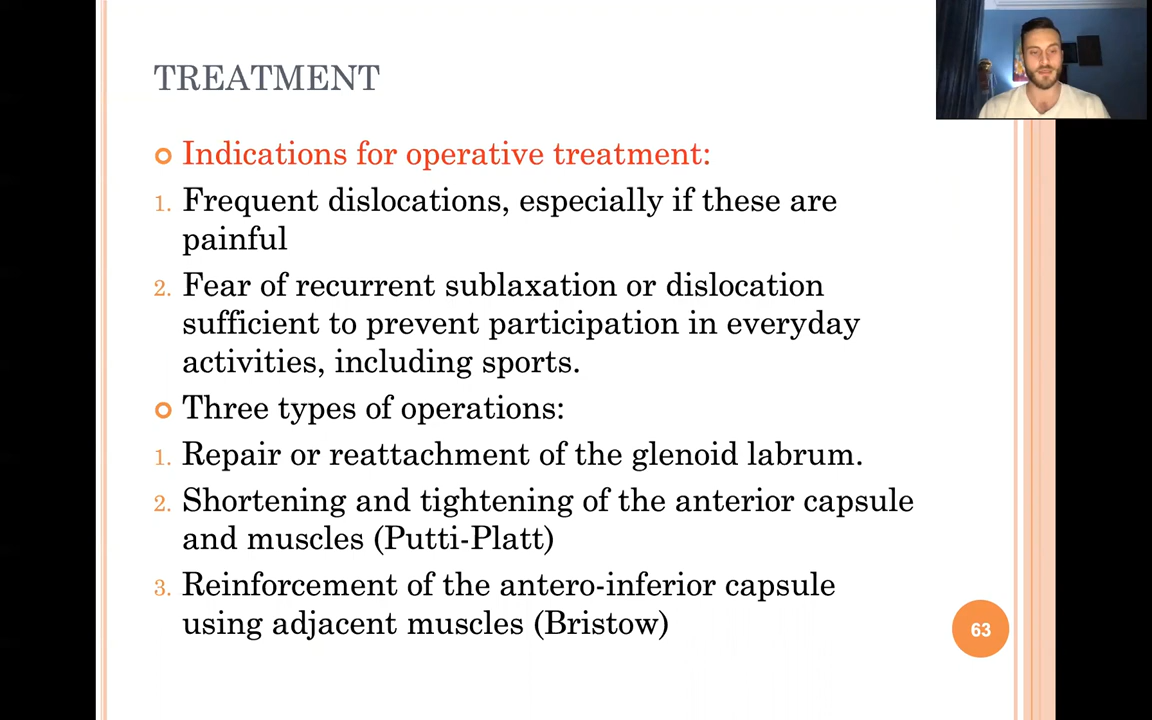 TREATMENT
Indications for operative treatment:
1. Frequent dislocations, especially if these are
painful
2. Fear of recurrent sublaxation or dislocation
sufficient to prevent participation in everyday
activities, including sports.
Three types of operations:
1. Repair or reattachment of the glenoid labrum.
2. Shortening and tightening of the anterior capsule
and muscles (Putti-Platt)
3. Reinforcement of the antero-inferior capsule
using adjacent muscles (Bristow)
63